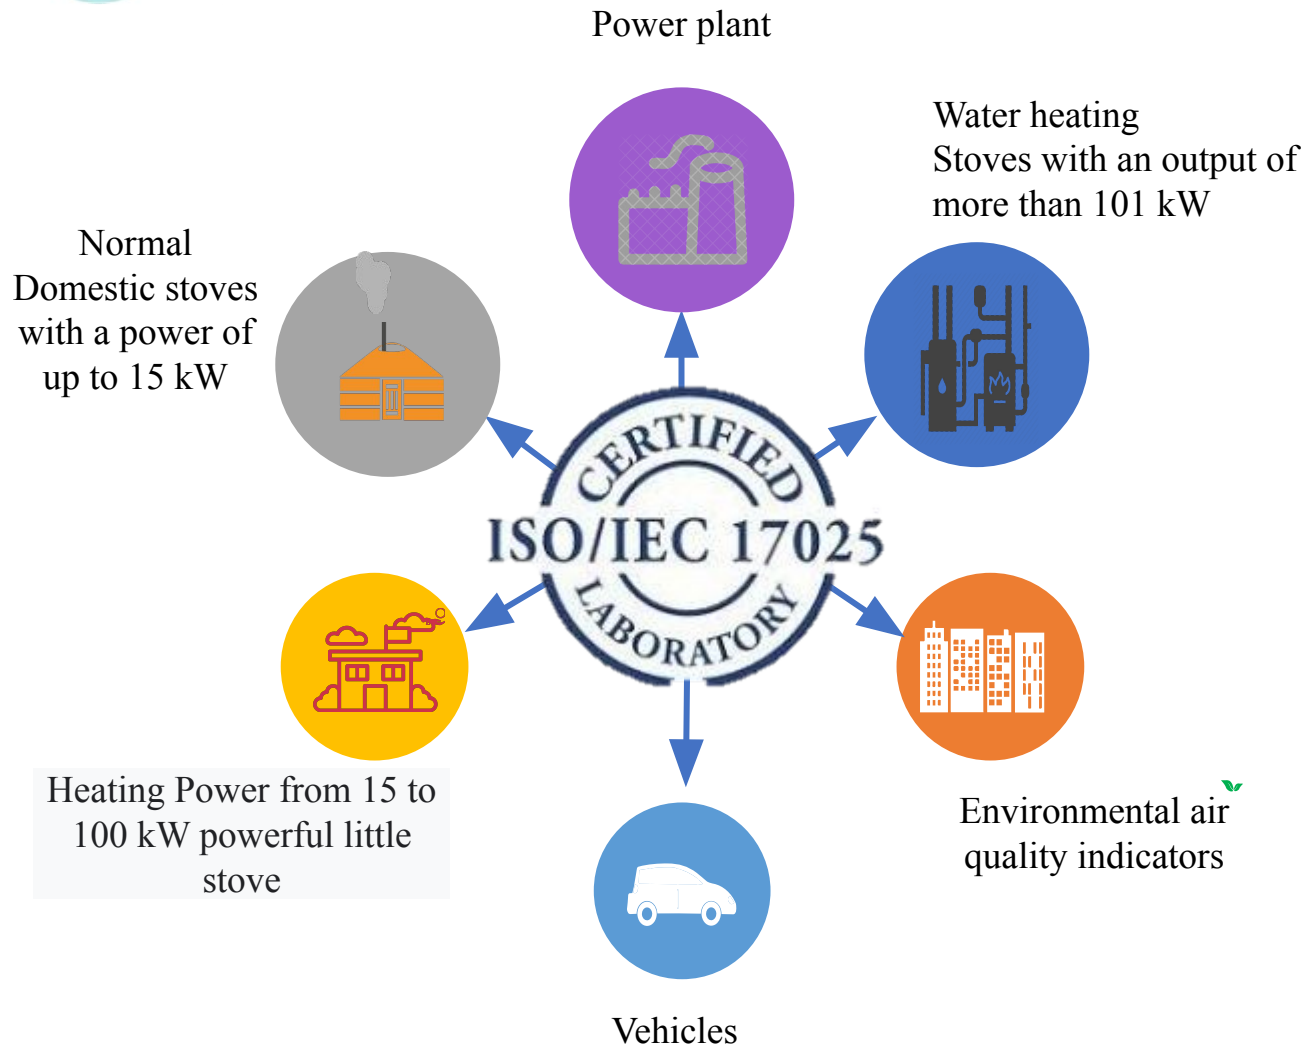 Power plant
Water heating
Stoves with an output of
more than 101 kW
Normal
Domestic stoves
with a power of
up to 15 kW
CERTIFIED
ISO/IEC 17025
LABORATORY
Heating Power from 15 to
100 kW powerful little
stove
Environmental air
quality indicators
Vehicles